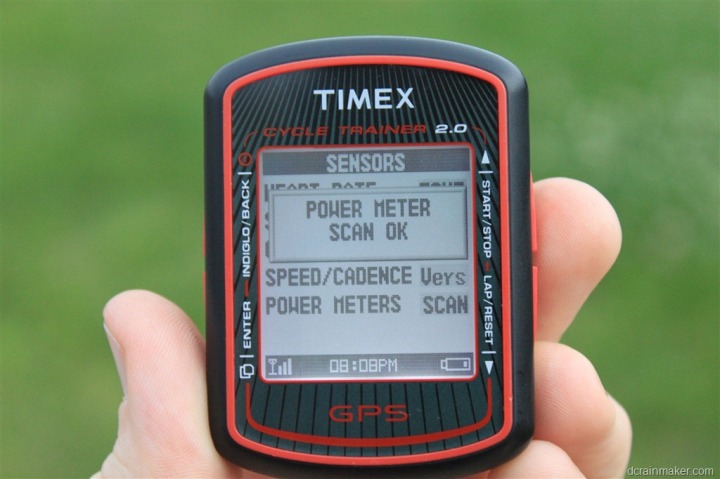 TIMEX
CYCLE TRAINER 2.0
SENSORS
POWER METER
SCAN OK
SPEED/CADENCE Vers
POWER METERS SCAN
08:08PM
GPS
ENTER INDIGLO/BACK
START/STOP LAP/RESET
dcrainmaker.com